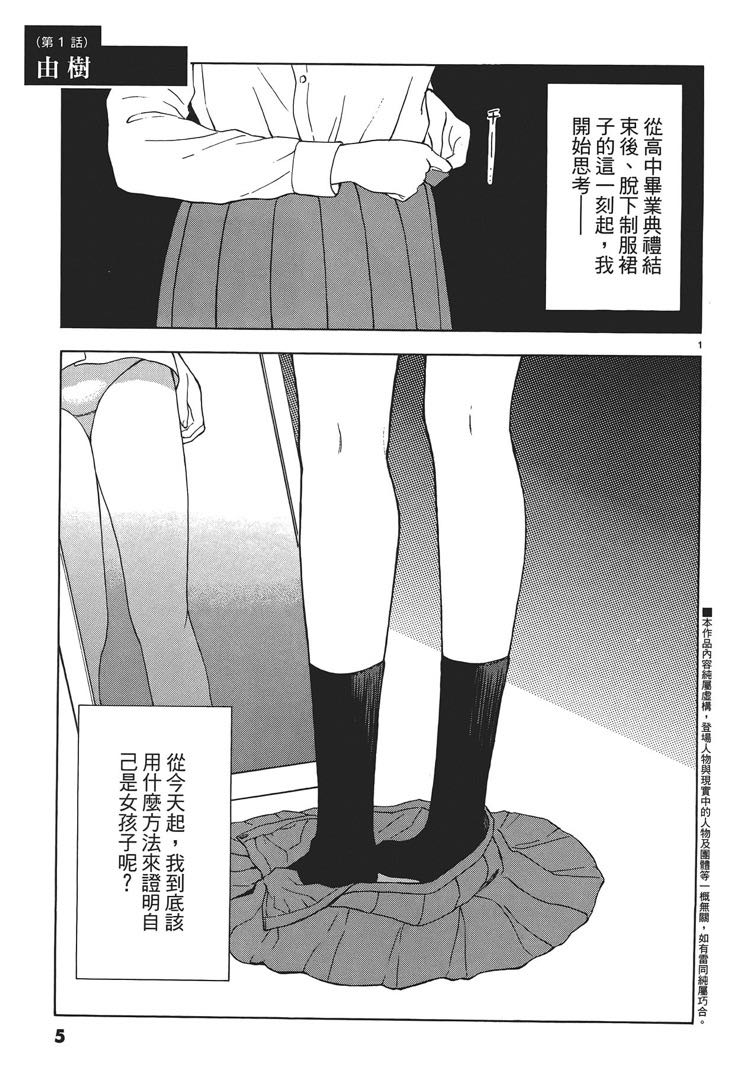 （第1話）
由樹
從高中畢業典禮結
束後、脫下制服裙
子的這一刻起，我
開始思考——
1
從今天起，我到底該
用什麼方法來證明自
己是女孩子呢？
■本作品內容純屬虛構，登場人物與現實中的人物及團體等一概無關，如有雷同純屬巧合。
5